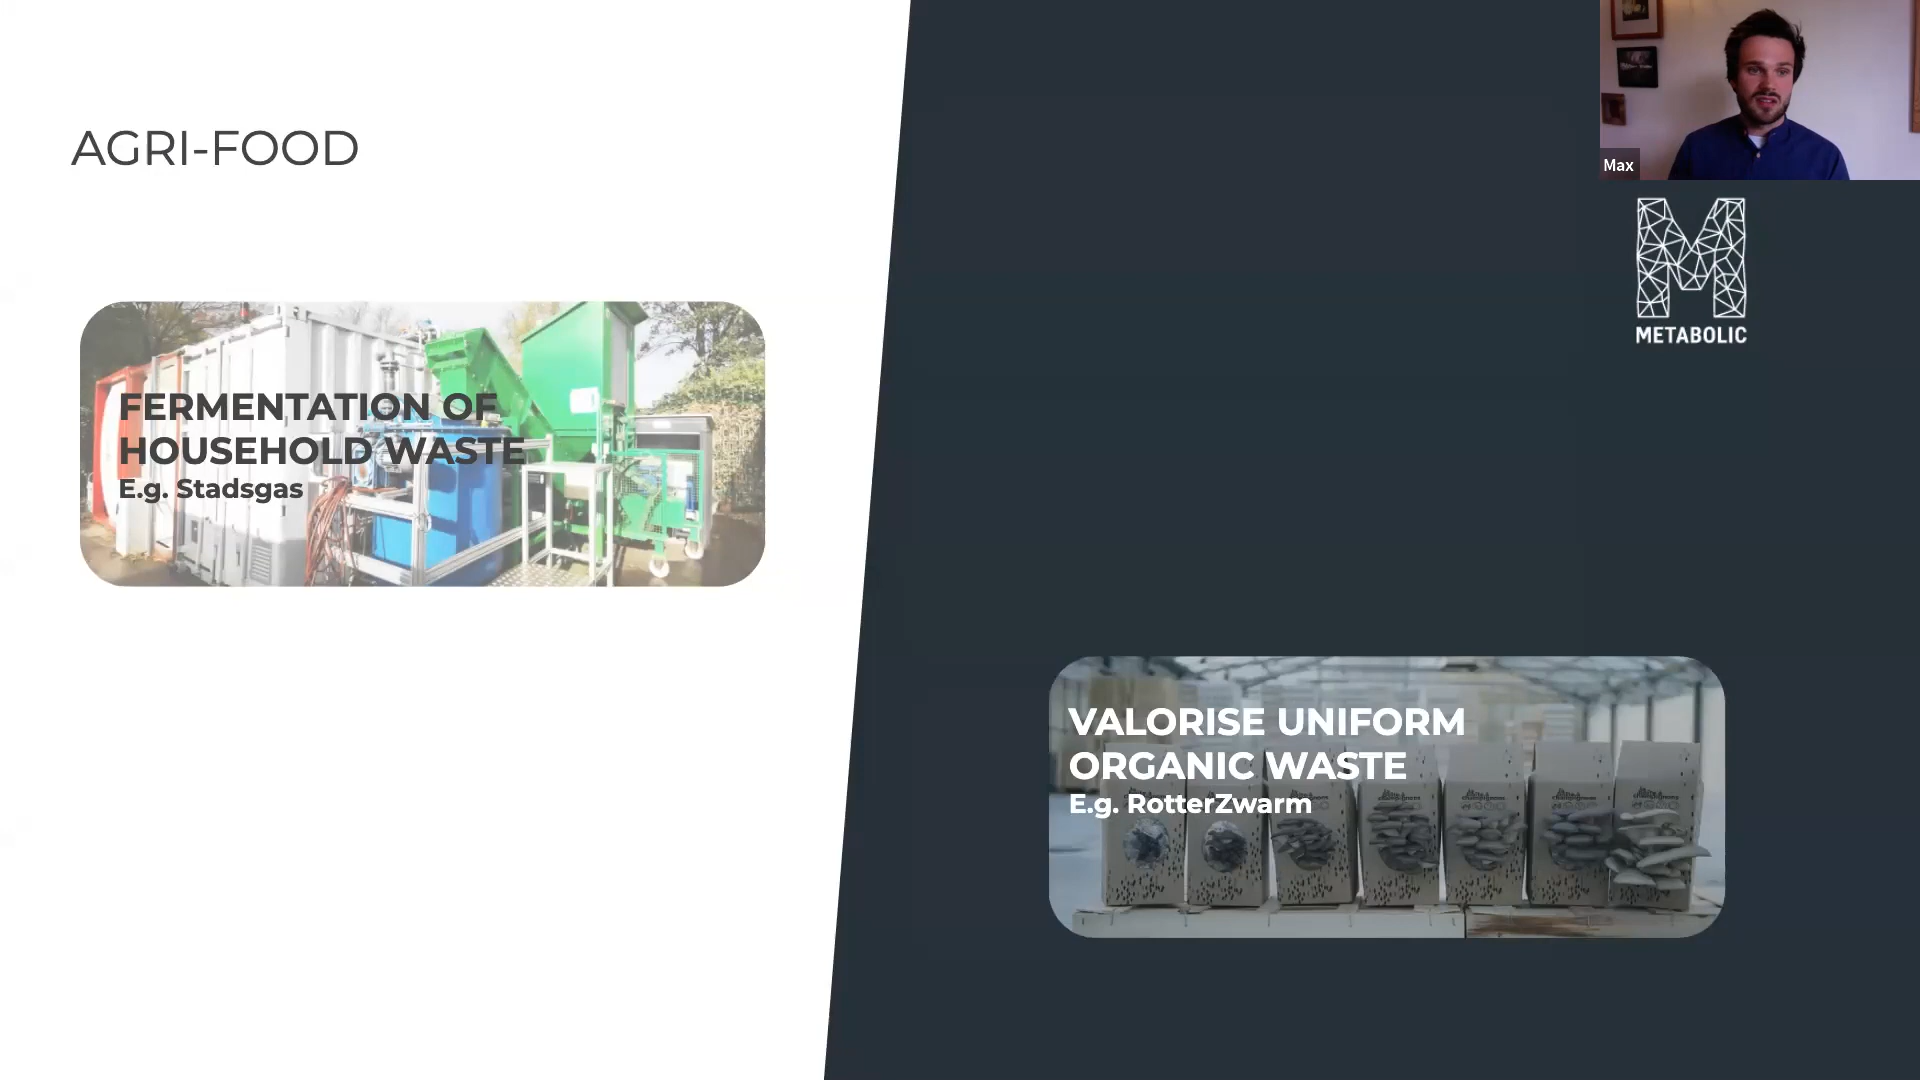 AGRI-FOOD
FERMENTATION OF
HOUSEHOLD WASTE
E.g. Stadsgas
Max
METABOLIC
VALORISE UNIFORM
ORGANIC WASTE
E.g. RotterZwarm